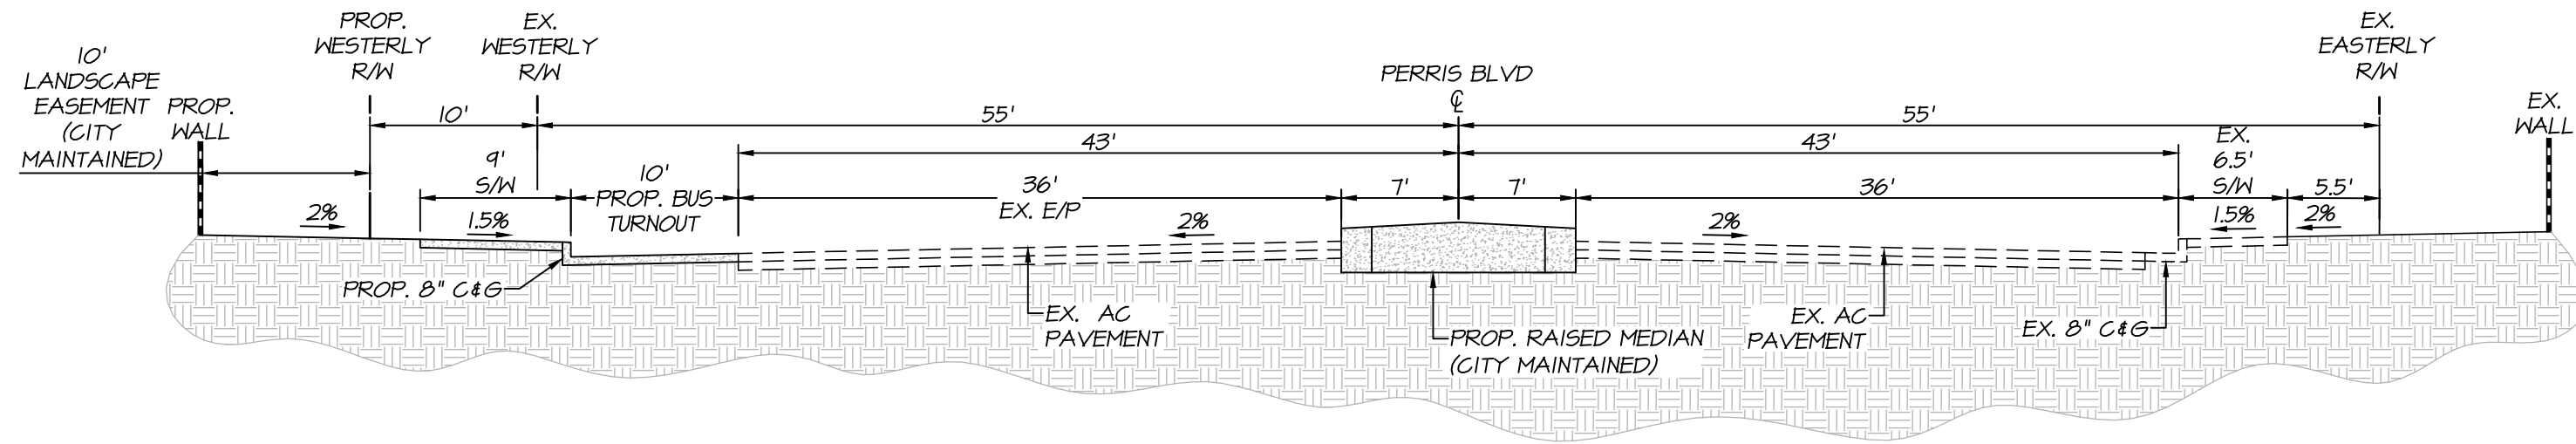 10'
LANDSCAPE
EASEMENT
(CITY
MAINTAINED)
PROP.
WALL
PROP.
WESTERLY
R/W
EX.
WESTERLY
R/W
PERRIS BLVD
℄
EX.
EASTERLY
R/W
EX.
WALL
10'
55'
55'
43'
43'
9'
S/W
10'
PROP. BUS
TURNOUT
36'
EX. E/P
7'
7'
36'
EX.
6.5'
S/W
5.5'
2%
1.5%
2%
2%
1.5%
2%
PROP. 8" C&G
EX. AC
PAVEMENT
PROP. RAISED MEDIAN
(CITY MAINTAINED)
EX. AC
PAVEMENT
EX. 8" C&G